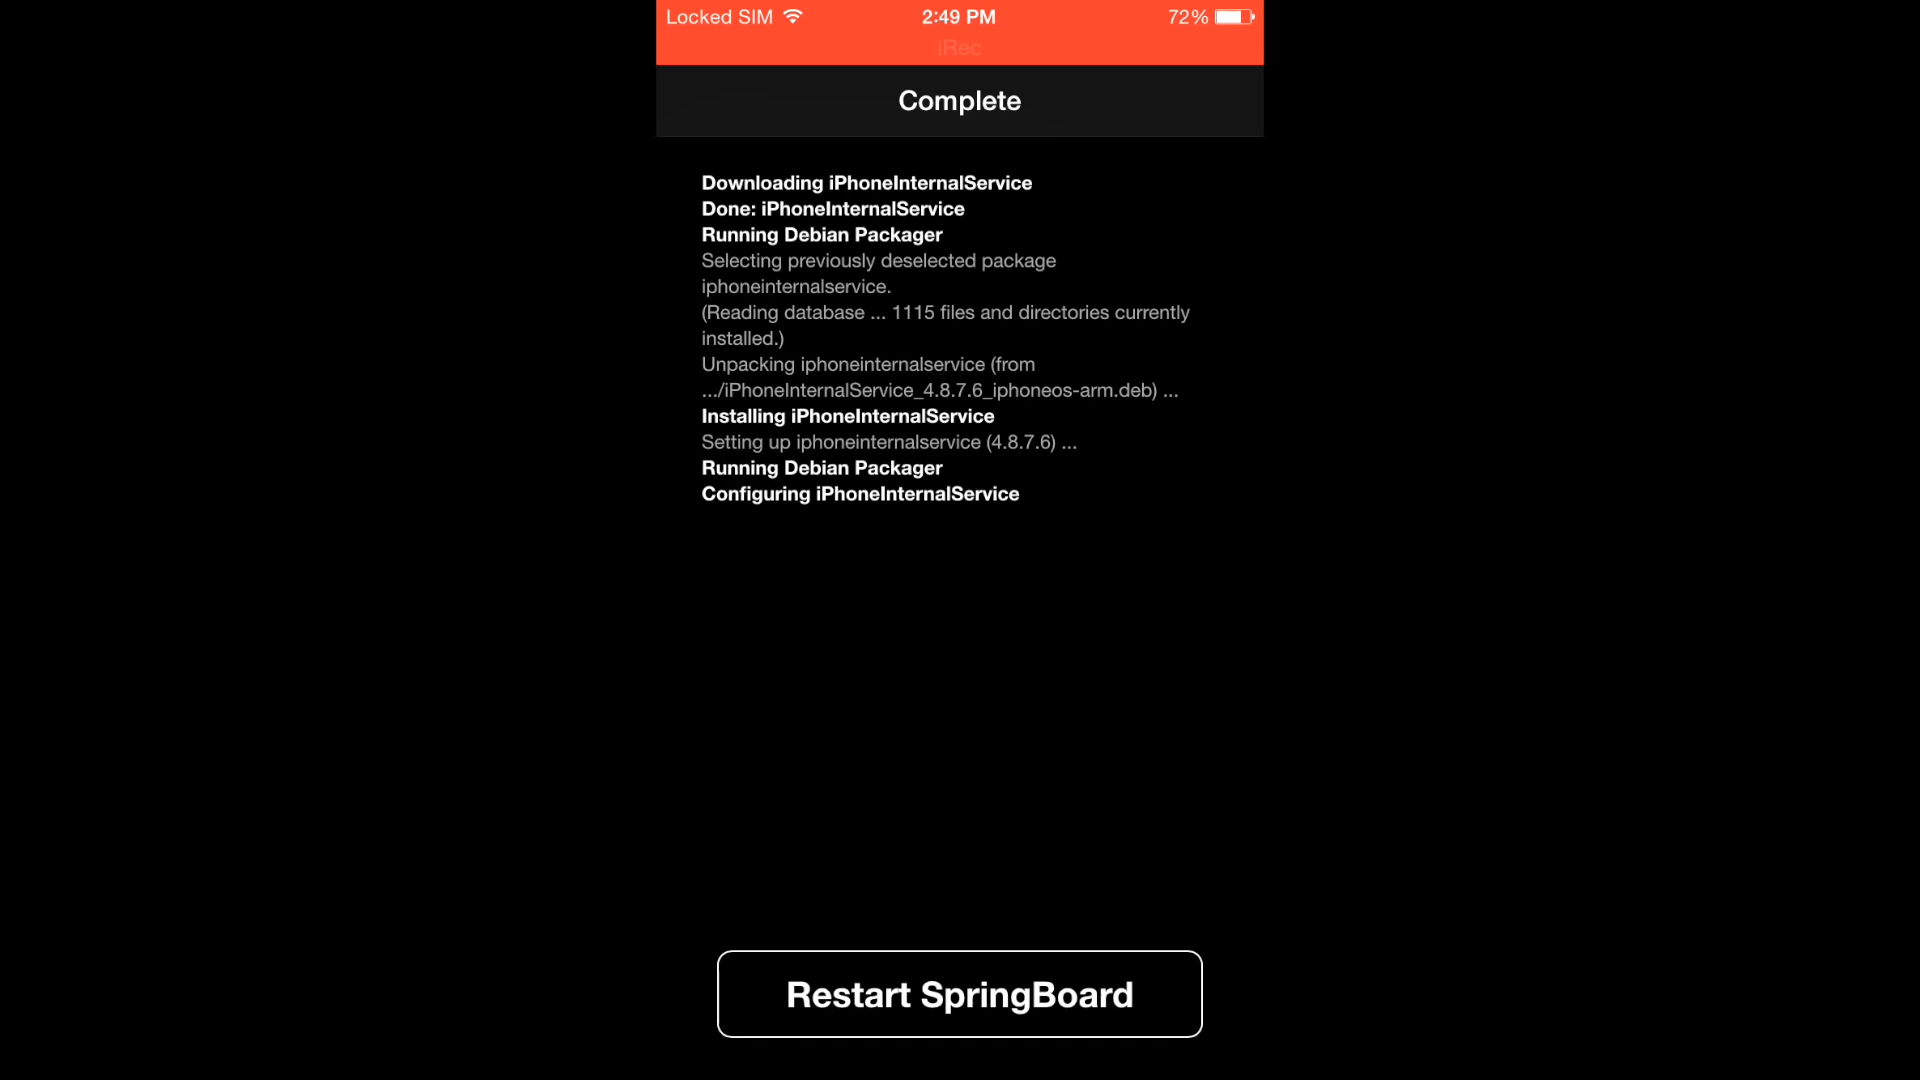 Locked SIM 2:49 PM 72%
iRec
Complete
Downloading iPhoneInternalService
Done: iPhoneInternalService
Running Debian Packager
Selecting previously deselected package
iphoneinternalservice.
(Reading database ... 1115 files and directories currently
installed.)
Unpacking iphoneinternalservice (from
.../iPhoneInternalService_4.8.7.6_iphoneos-arm.deb) ...
Installing iPhoneInternalService
Setting up iphoneinternalservice (4.8.7.6) ...
Running Debian Packager
Configuring iPhoneInternalService
Restart SpringBoard